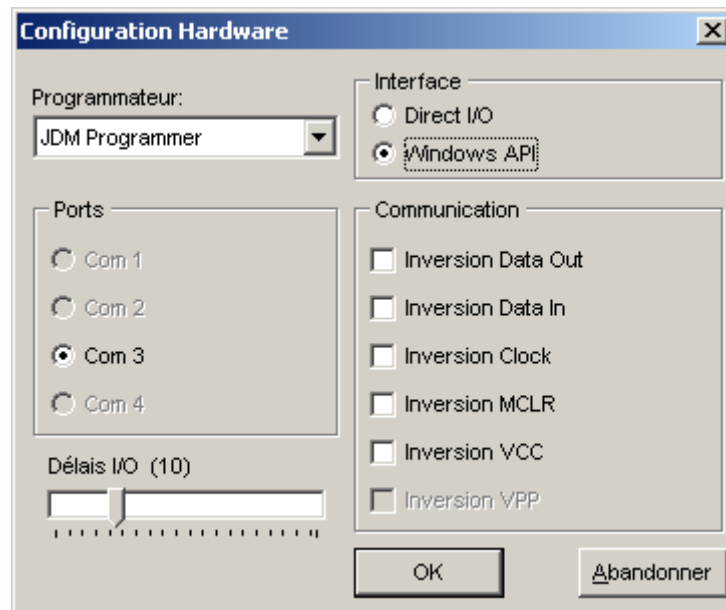 Configuration Hardware
Programmateur:
JDM Programmer
Interface
Direct I/O
Windows API
Ports
Com 1
Com 2
Com 3
Com 4
Communication
Inversion Data Out
Inversion Data In
Inversion Clock
Inversion MCLR
Inversion VCC
Inversion VPP
Délais I/O (10)
OK
Abandonner